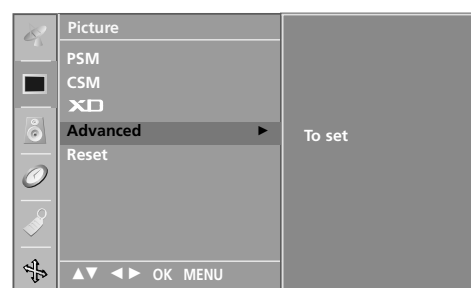 Picture
PSM
CSM
XD
Advanced ►
To set
Reset
▲▼ ◄► OK MENU